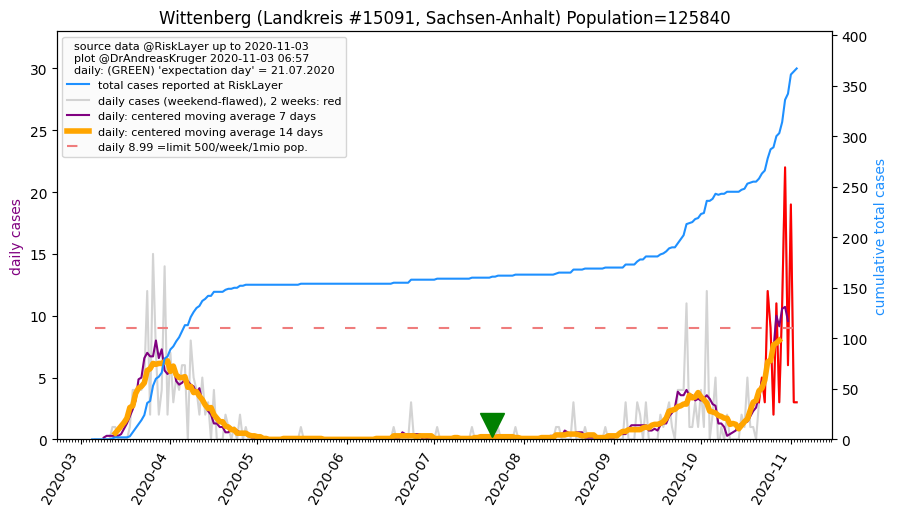 Wittenberg (Landkreis #15091, Sachsen-Anhalt) Population=125840
source data @RiskLayer up to 2020-11-03
plot @DrAndreasKruger 2020-11-03 06:57
daily: (GREEN) 'expectation day' = 21.07.2020
total cases reported at RiskLayer
daily cases (weekend-flawed), 2 weeks: red
daily: centered moving average 7 days
daily: centered moving average 14 days
daily 8.99 =limit 500/week/1mio pop.
daily cases
30
25
20
15
10
5
0
cumulative total cases
400
350
300
250
200
150
100
50
0
2020-03
2020-04
2020-05
2020-06
2020-07
2020-08
2020-09
2020-10
2020-11